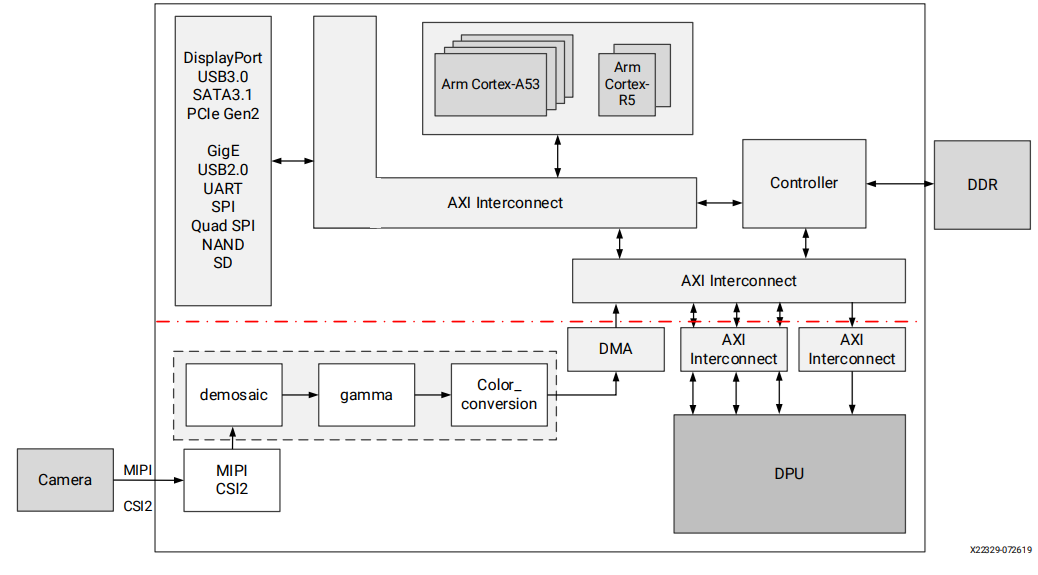 DisplayPort
USB3.0
SATA3.1
PCIe Gen2
GigE
USB2.0
UART
SPI
Quad SPI
NAND
SD
Arm Cortex-A53
Arm
Cortex-
R5
AXI Interconnect
Controller
DDR
AXI Interconnect
DMA
AXI
Interconnect
AXI
Interconnect
demosaic
gamma
Color_
conversion
Camera
MIPI
CSI2
MIPI
CSI2
DPU
X22329-072619